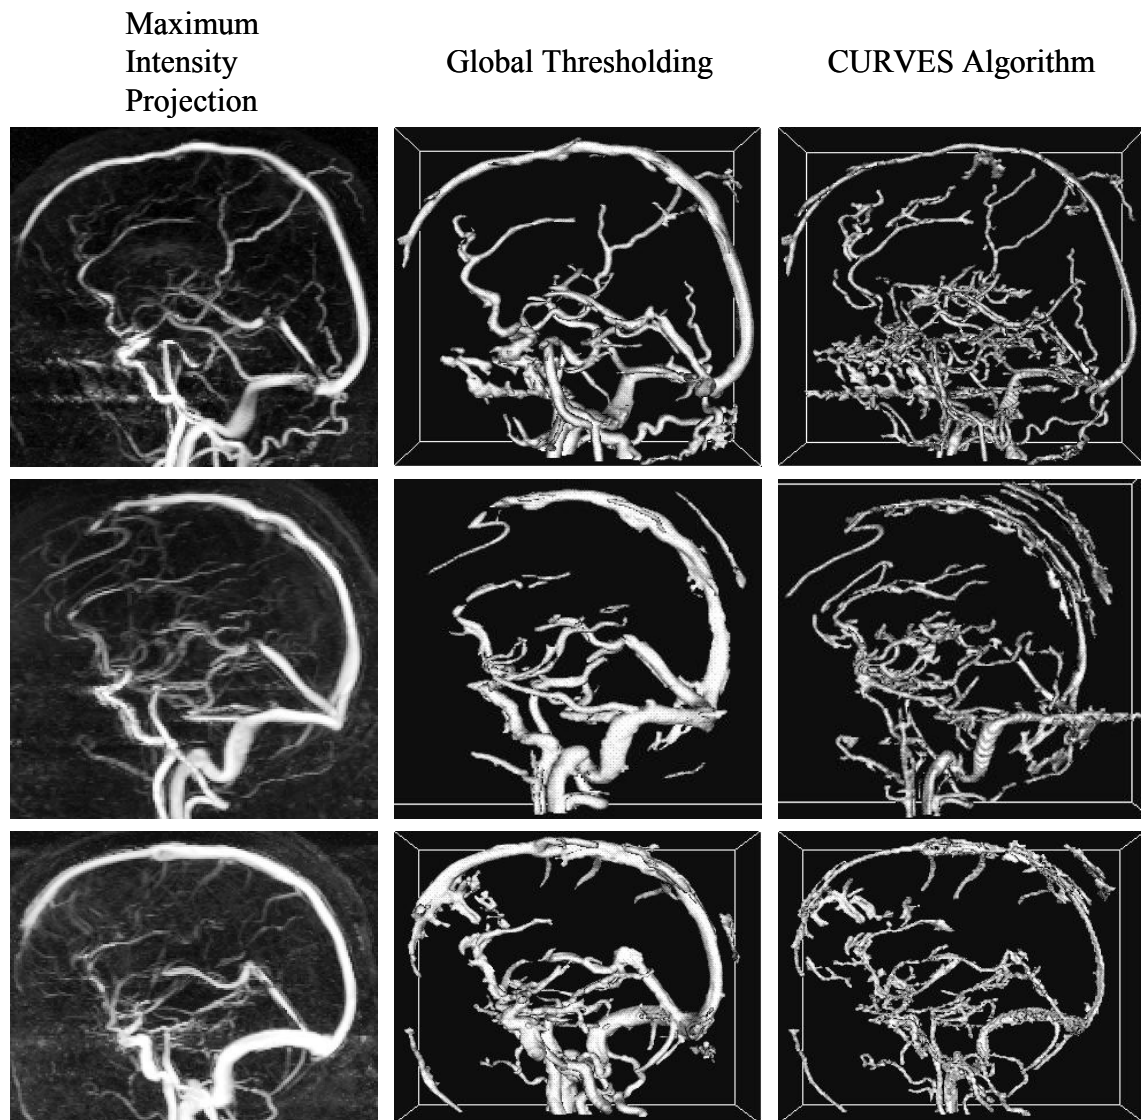 Maximum
Intensity
Projection
Global Thresholding
CURVES Algorithm